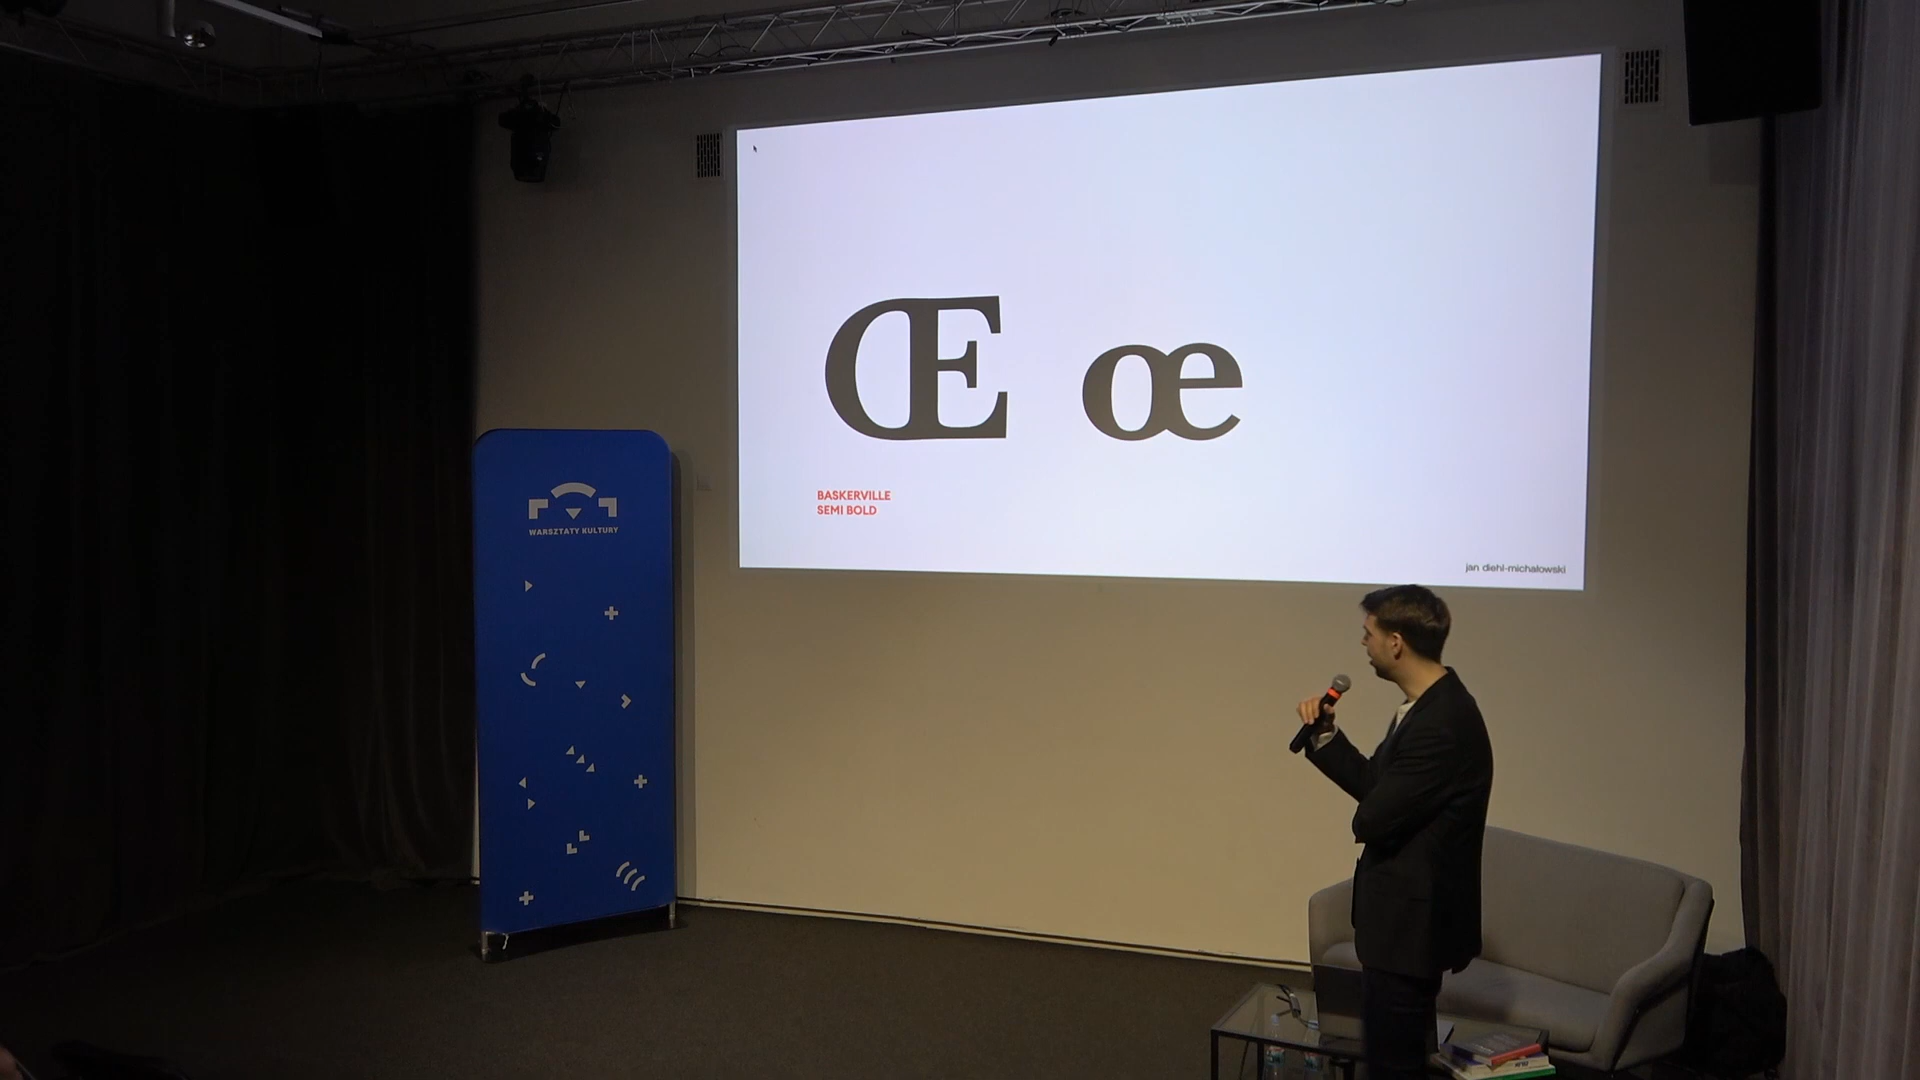 Œ œ
BASKERVILLE
SEMI BOLD
jan diehl-michałowski
WARSZTATY KULTURY